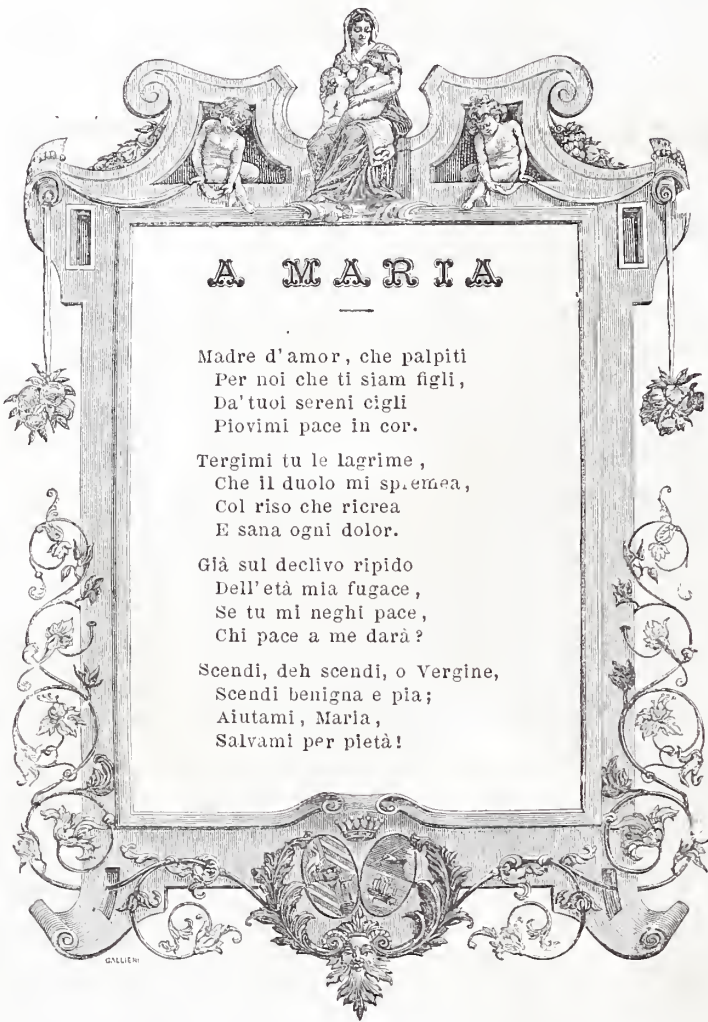 A MARIA
Madre d'amor, che palpiti
Per noi che ti siam figli,
Da' tuoi sereni cigli
Piovimi pace in cor.
Tergimi tu le lagrime,
Che il duolo mi spremea,
Col riso che ricrea
E sana ogni dolor.
Già sul declivo ripido
Dell'età mia fugace,
Se tu mi neghi pace,
Chi pace a me darà?
Scendi, deh scendi, o Vergine,
Scendi benigna e pia;
Aiutami, Maria,
Salvami per pietà!
GALLIENI